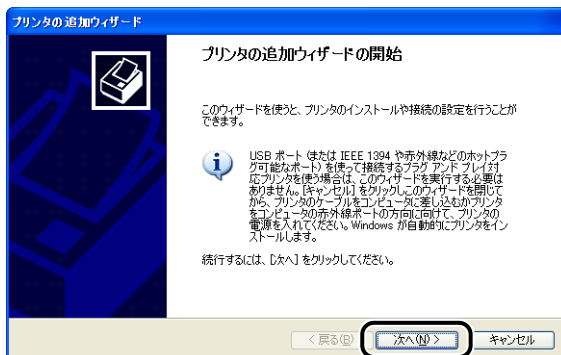 プリンタの追加ウィザード
プリンタの追加ウィザードの開始
このウィザードを使うと、プリンタのインストールや接続の設定を行うことが
できます。
USB ポート (または IEEE 1394 や赤外線などのホットプラ
グ可能なポート) を使って接続するプラグ アンド プレイ対
応プリンタを使う場合は、このウィザードを実行する必要は
ありません。[キャンセル] をクリックしこのウィザードを閉じて
から、プリンタのケーブルをコンピュータに差し込むかプリンタ
をコンピュータの赤外線ポートの方向に向けて、プリンタの
電源を入れてください。Windows が自動的にプリンタをイン
ストールします。
続行するには、[次へ] をクリックしてください。
< 戻る(B)
次へ(N) >
キャンセル